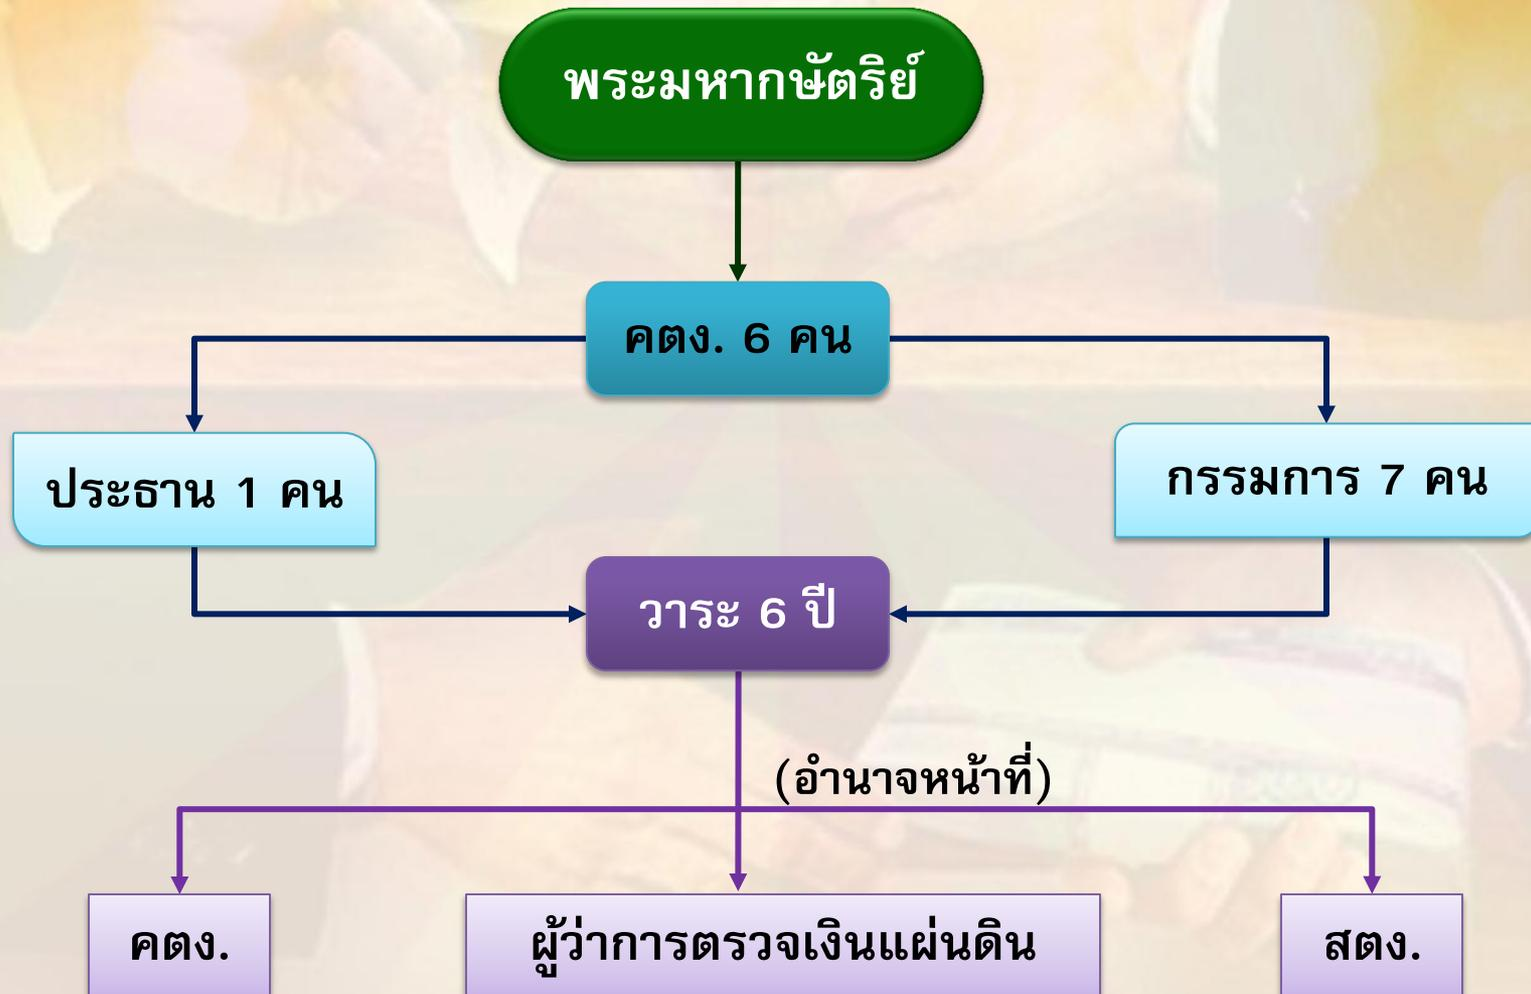 พระมหากษัตริย์
คตง. 6 คน
ประธาน 1 คน
กรรมการ 7 คน
วาระ 6 ปี
(อำนาจหน้าที่)
คตง.
ผู้ว่าการตรวจเงินแผ่นดิน
สตง.